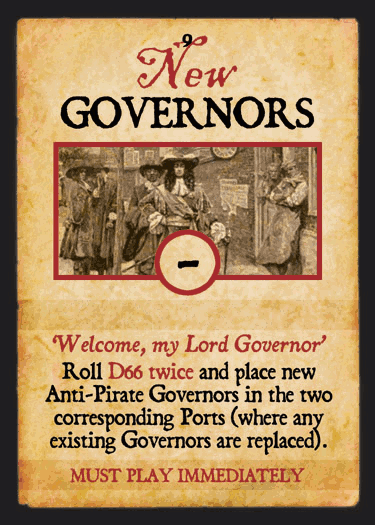 9
New
GOVERNORS
-
'Welcome, my Lord Governor'
Roll D66 twice and place new
Anti-Pirate Governors in the two
corresponding Ports (where any
existing Governors are replaced).
MUST PLAY IMMEDIATELY